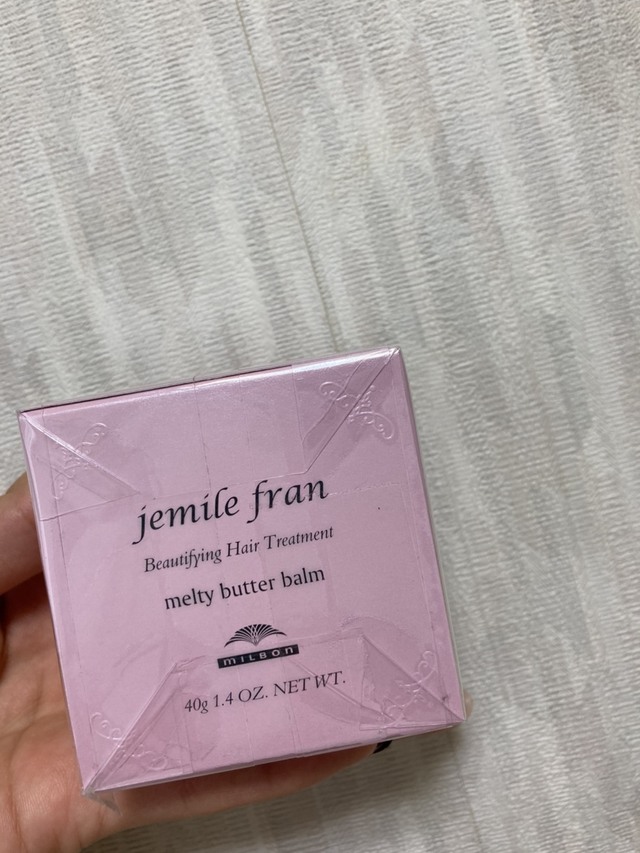 jemile fran
Beautifying Hair Treatment
melty butter balm
MILBON
40g 1.4 OZ. NET WT.